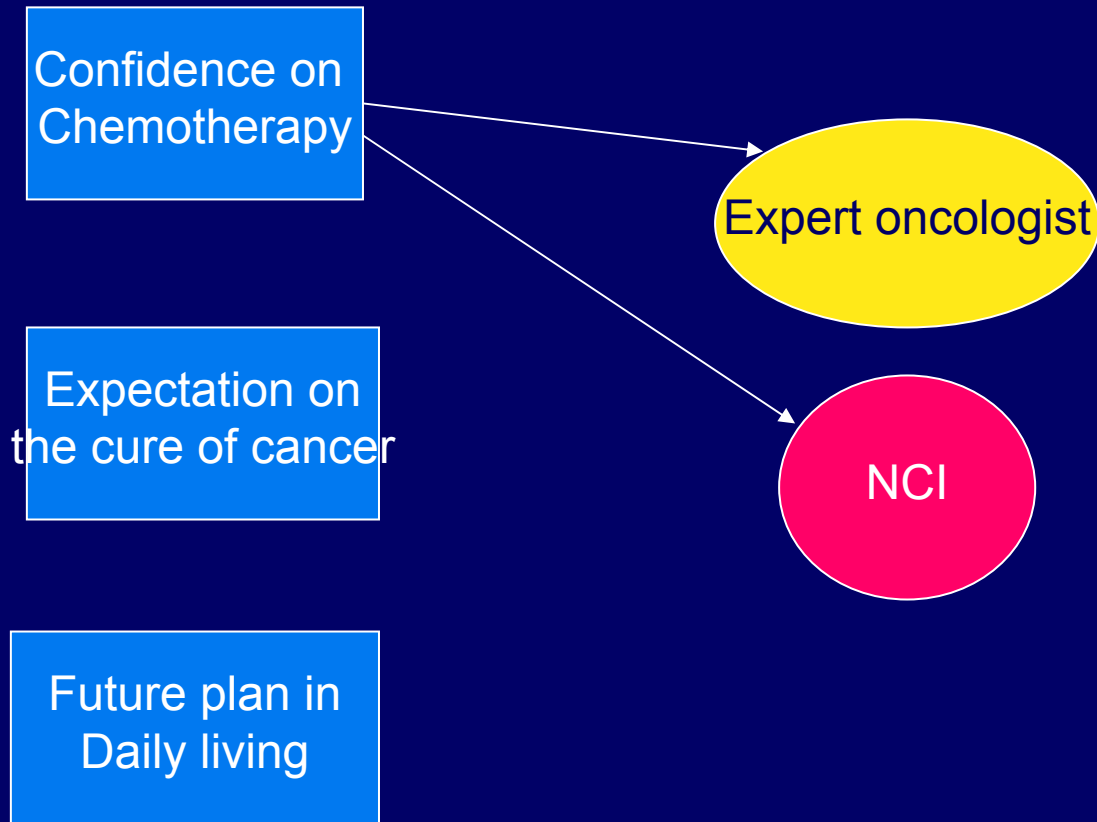 Confidence on
Chemotherapy
Expert oncologist
Expectation on
the cure of cancer
NCI
Future plan in
Daily living